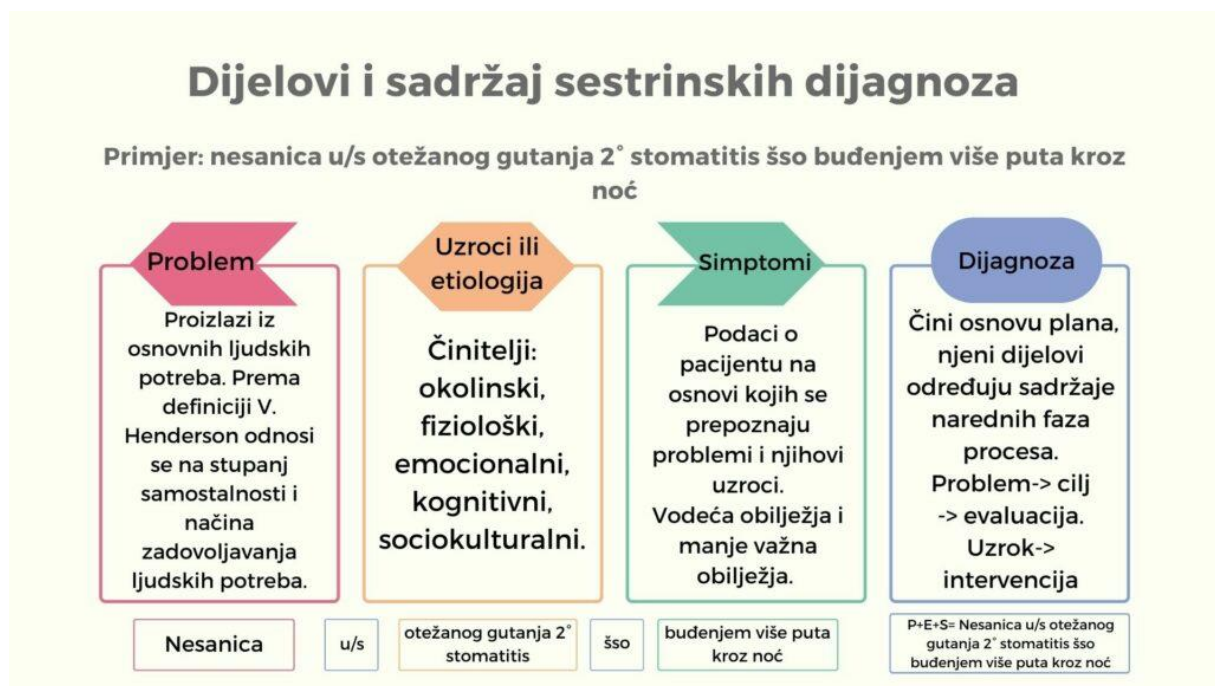 Dijelovi i sadržaj sestrinskih dijagnoza
Primjer: nesanica u/s otežanog gutanja 2° stomatitis šso buđenjem više puta kroz
noć
Problem
Proizlazi iz
osnovnih ljudskih
potreba. Prema
definiciji V.
Henderson odnosi
se na stupanj
samostalnosti i
načina
zadovoljavanja
ljudskih potreba.
Uzroci ili
etiologija
Činitelji:
okolinski,
fiziološki,
emocionalni,
kognitivni,
sociokulturalni.
Simptomi
Podaci o
pacijentu na
osnovi kojih se
prepoznaju
problemi i njihovi
uzroci.
Vodeća obilježja i
manje važna
obilježja.
Dijagnoza
Čini osnovu plana,
njeni dijelovi
određuju sadržaje
narednih faza
procesa.
Problem-> cilj
-> evaluacija.
Uzrok->
intervencija
Nesanica
u/s
otežanog gutanja 2°
stomatitis
šso
buđenjem više puta
kroz noć
P+E+S= Nesanica u/s otežanog
gutanja 2° stomatitis šso
buđenjem više puta kroz noć